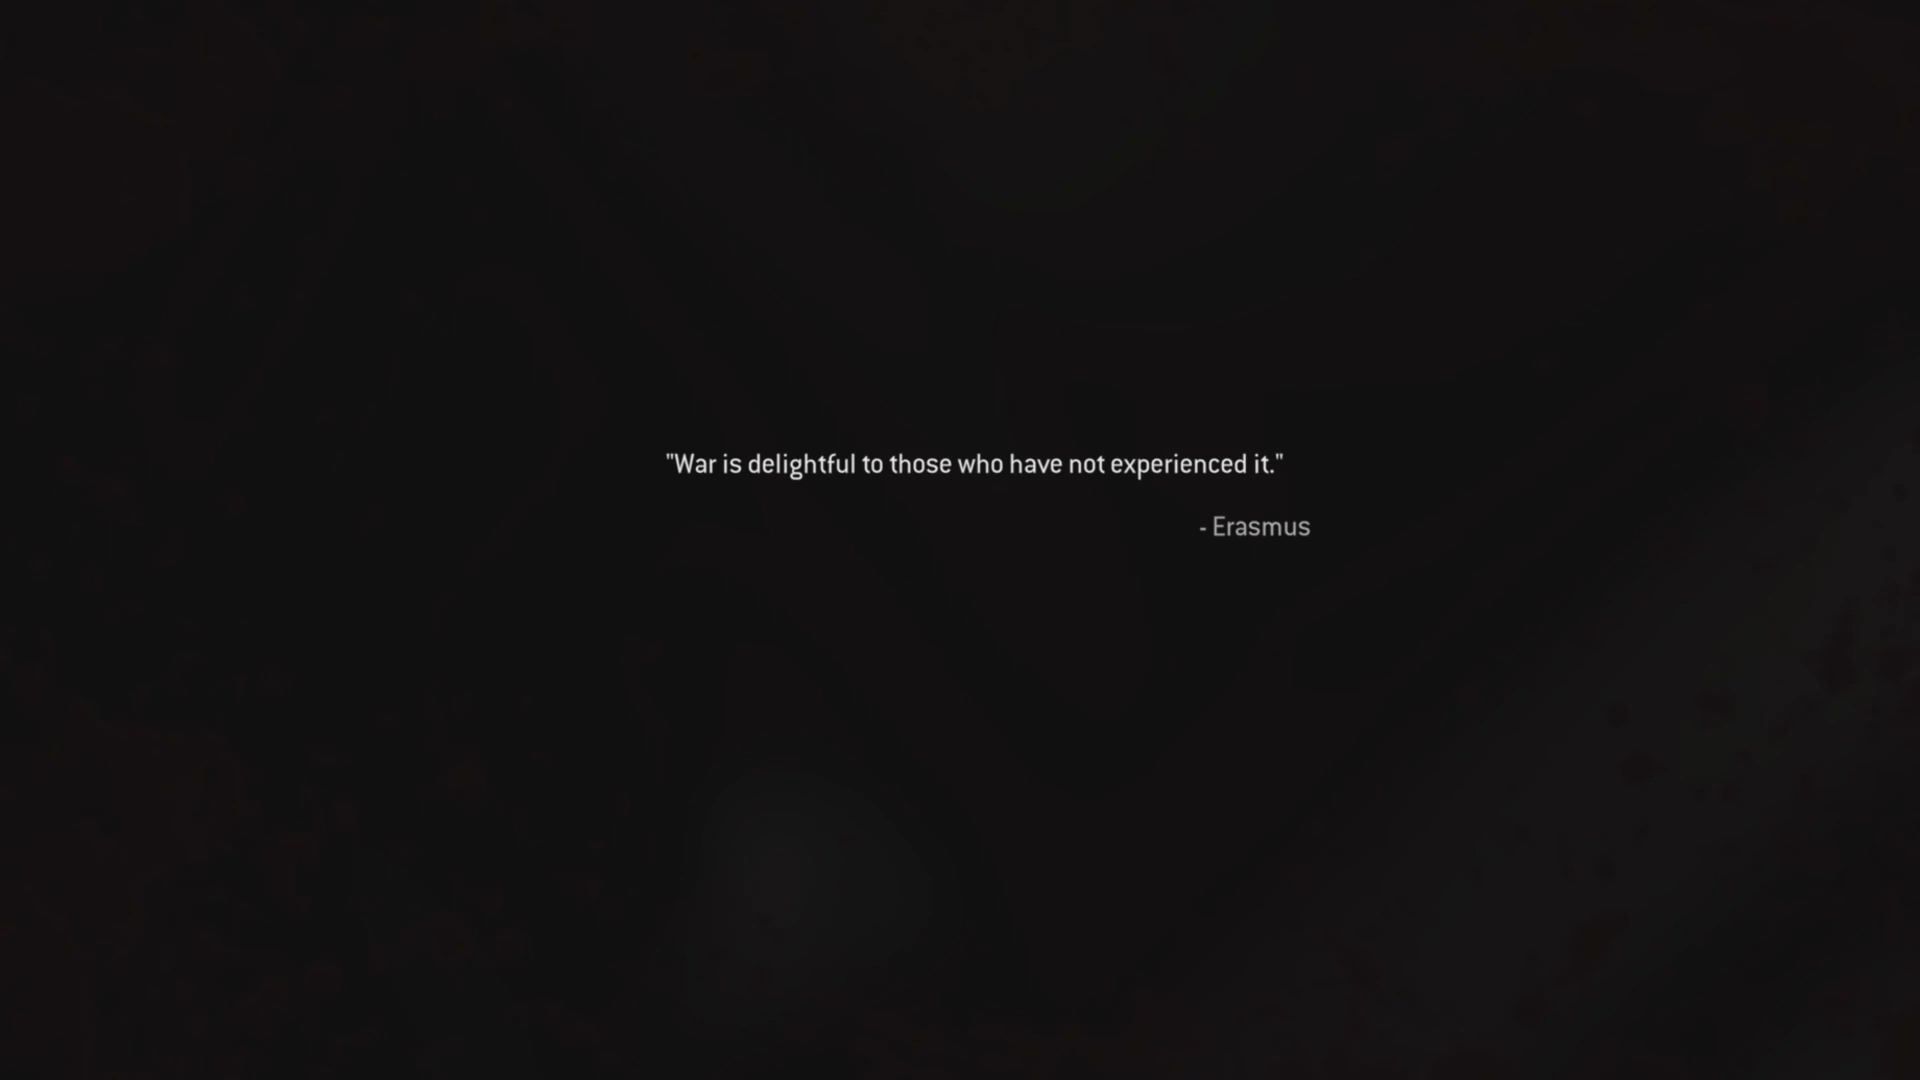 "War is delightful to those who have not experienced it."
- Erasmus